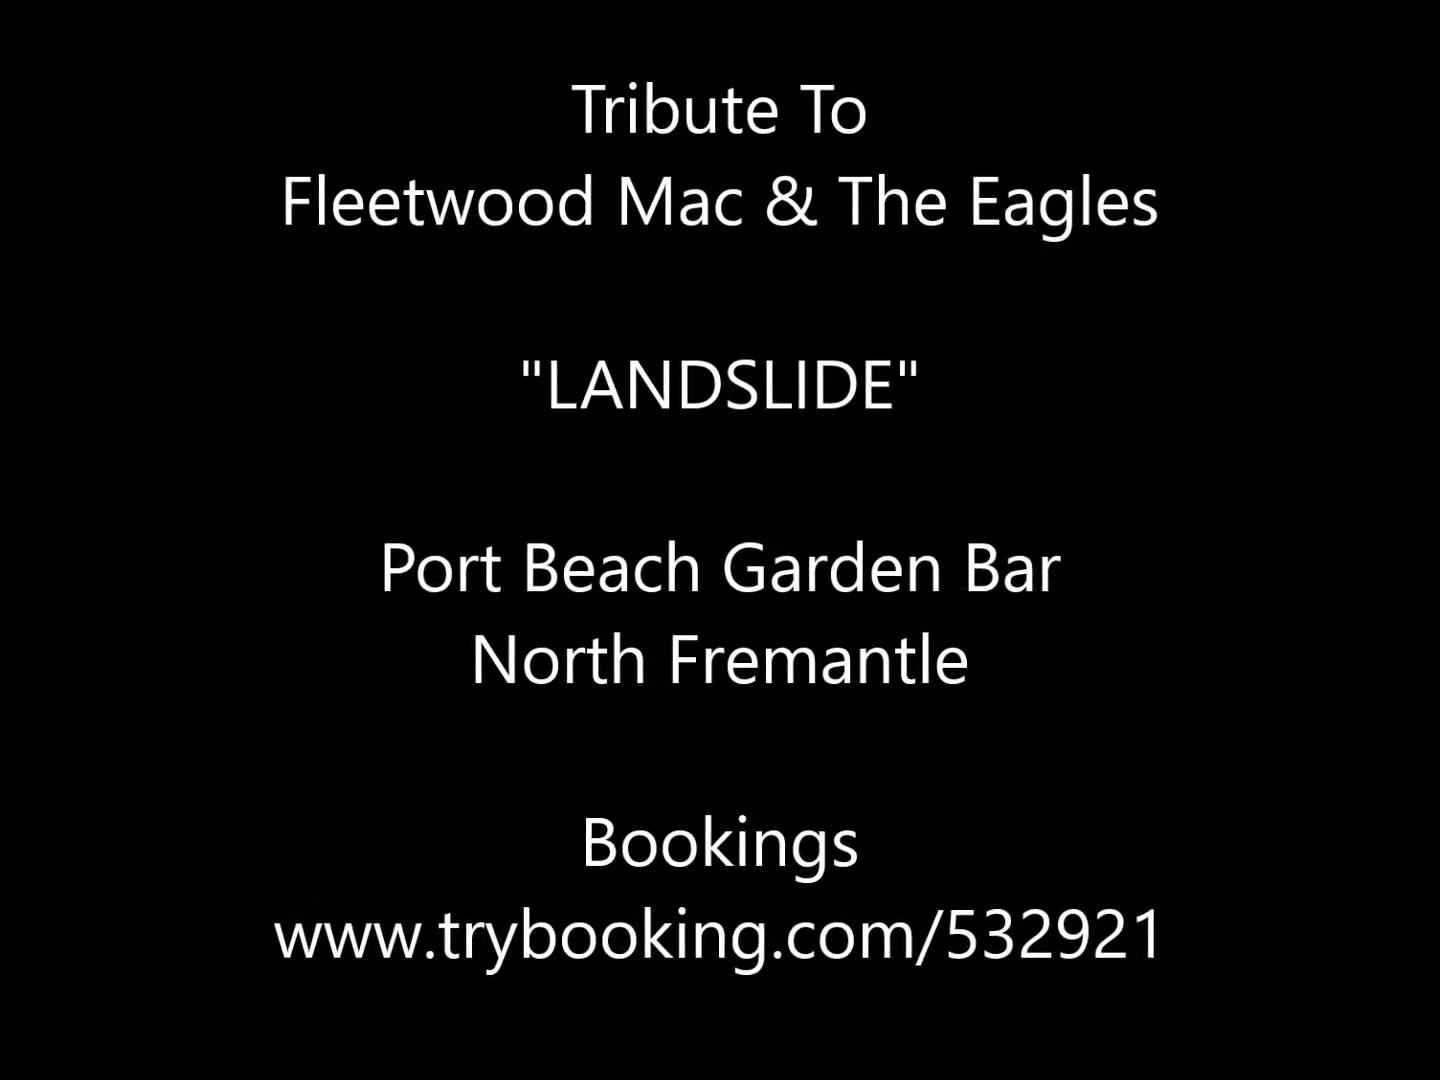 Tribute To
Fleetwood Mac & The Eagles
"LANDSLIDE"
Port Beach Garden Bar
North Fremantle
Bookings
www.trybooking.com/532921